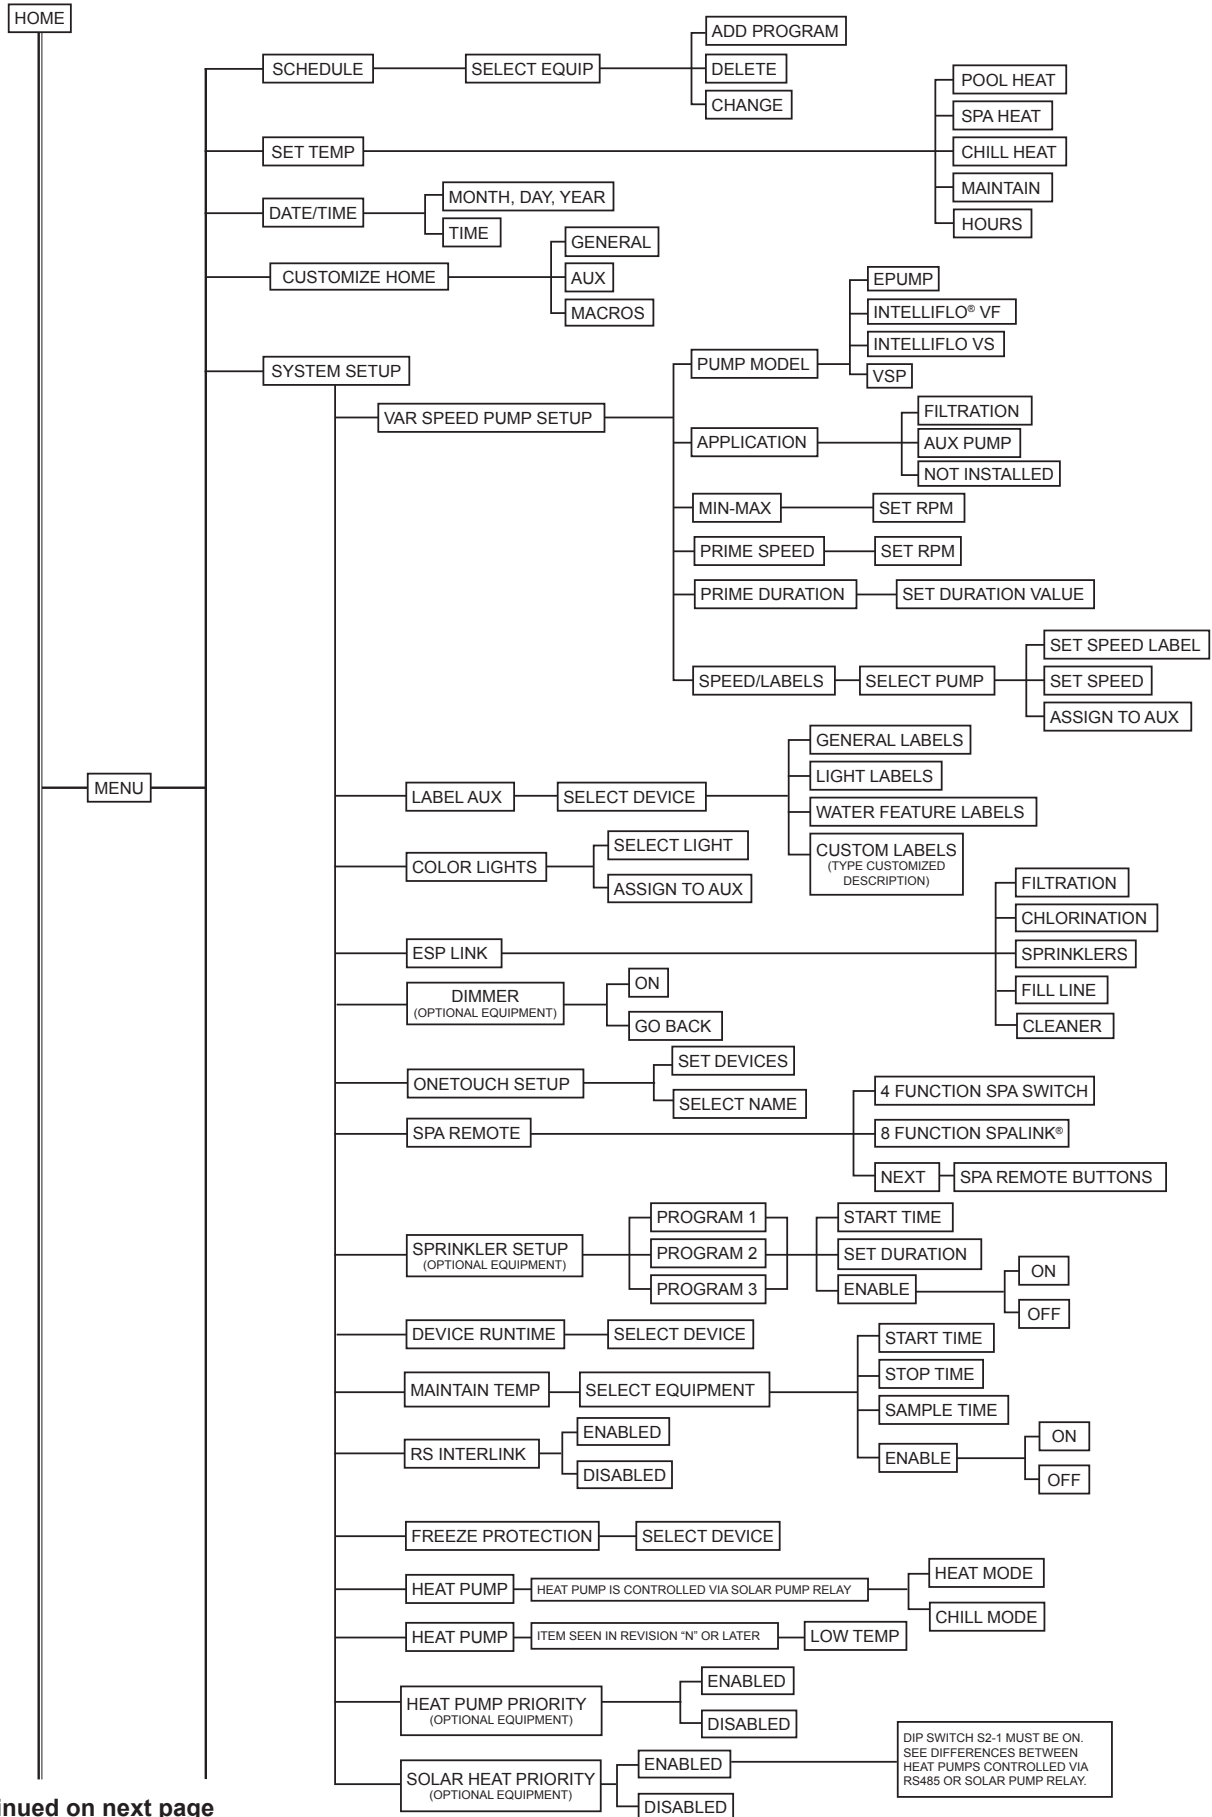 HOME
ADD PROGRAM
SCHEDULE
SELECT EQUIP
DELETE
CHANGE
POOL HEAT
SPA HEAT
SET TEMP
CHILL HEAT
MAINTAIN
HOURS
DATE/TIME
MONTH, DAY, YEAR
TIME
GENERAL
CUSTOMIZE HOME
AUX
MACROS
SYSTEM SETUP
EPUMP
INTELLIFLO® VF
INTELLIFLO VS
PUMP MODEL
VSP
VAR SPEED PUMP SETUP
FILTRATION
APPLICATION
AUX PUMP
NOT INSTALLED
MIN-MAX
SET RPM
PRIME SPEED
SET RPM
PRIME DURATION
SET DURATION VALUE
SET SPEED LABEL
SPEED/LABELS
SELECT PUMP
SET SPEED
ASSIGN TO AUX
MENU
GENERAL LABELS
LIGHT LABELS
LABEL AUX
SELECT DEVICE
WATER FEATURE LABELS
CUSTOM LABELS
(TYPE CUSTOMIZED
DESCRIPTION)
SELECT LIGHT
COLOR LIGHTS
ASSIGN TO AUX
FILTRATION
CHLORINATION
ESP LINK
SPRINKLERS
FILL LINE
CLEANER
ON
DIMMER
(OPTIONAL EQUIPMENT)
GO BACK
SET DEVICES
ONETOUCH SETUP
SELECT NAME
4 FUNCTION SPA SWITCH
SPA REMOTE
8 FUNCTION SPALINK®
NEXT
SPA REMOTE BUTTONS
PROGRAM 1
START TIME
SPRINKLER SETUP
(OPTIONAL EQUIPMENT)
PROGRAM 2
SET DURATION
PROGRAM 3
ENABLE
ON
OFF
DEVICE RUNTIME
SELECT DEVICE
START TIME
STOP TIME
MAINTAIN TEMP
SELECT EQUIPMENT
SAMPLE TIME
ENABLE
ON
OFF
ENABLED
RS INTERLINK
DISABLED
FREEZE PROTECTION
SELECT DEVICE
HEAT PUMP
HEAT PUMP IS CONTROLLED VIA SOLAR PUMP RELAY
HEAT MODE
CHILL MODE
HEAT PUMP
ITEM SEEN IN REVISION “N” OR LATER
LOW TEMP
ENABLED
HEAT PUMP PRIORITY
(OPTIONAL EQUIPMENT)
DISABLED
ENABLED
DIP SWITCH S2-1 MUST BE ON.
SEE DIFFERENCES BETWEEN
HEAT PUMPS CONTROLLED VIA
RS485 OR SOLAR PUMP RELAY.
SOLAR HEAT PRIORITY
(OPTIONAL EQUIPMENT)
DISABLED
inued on next page